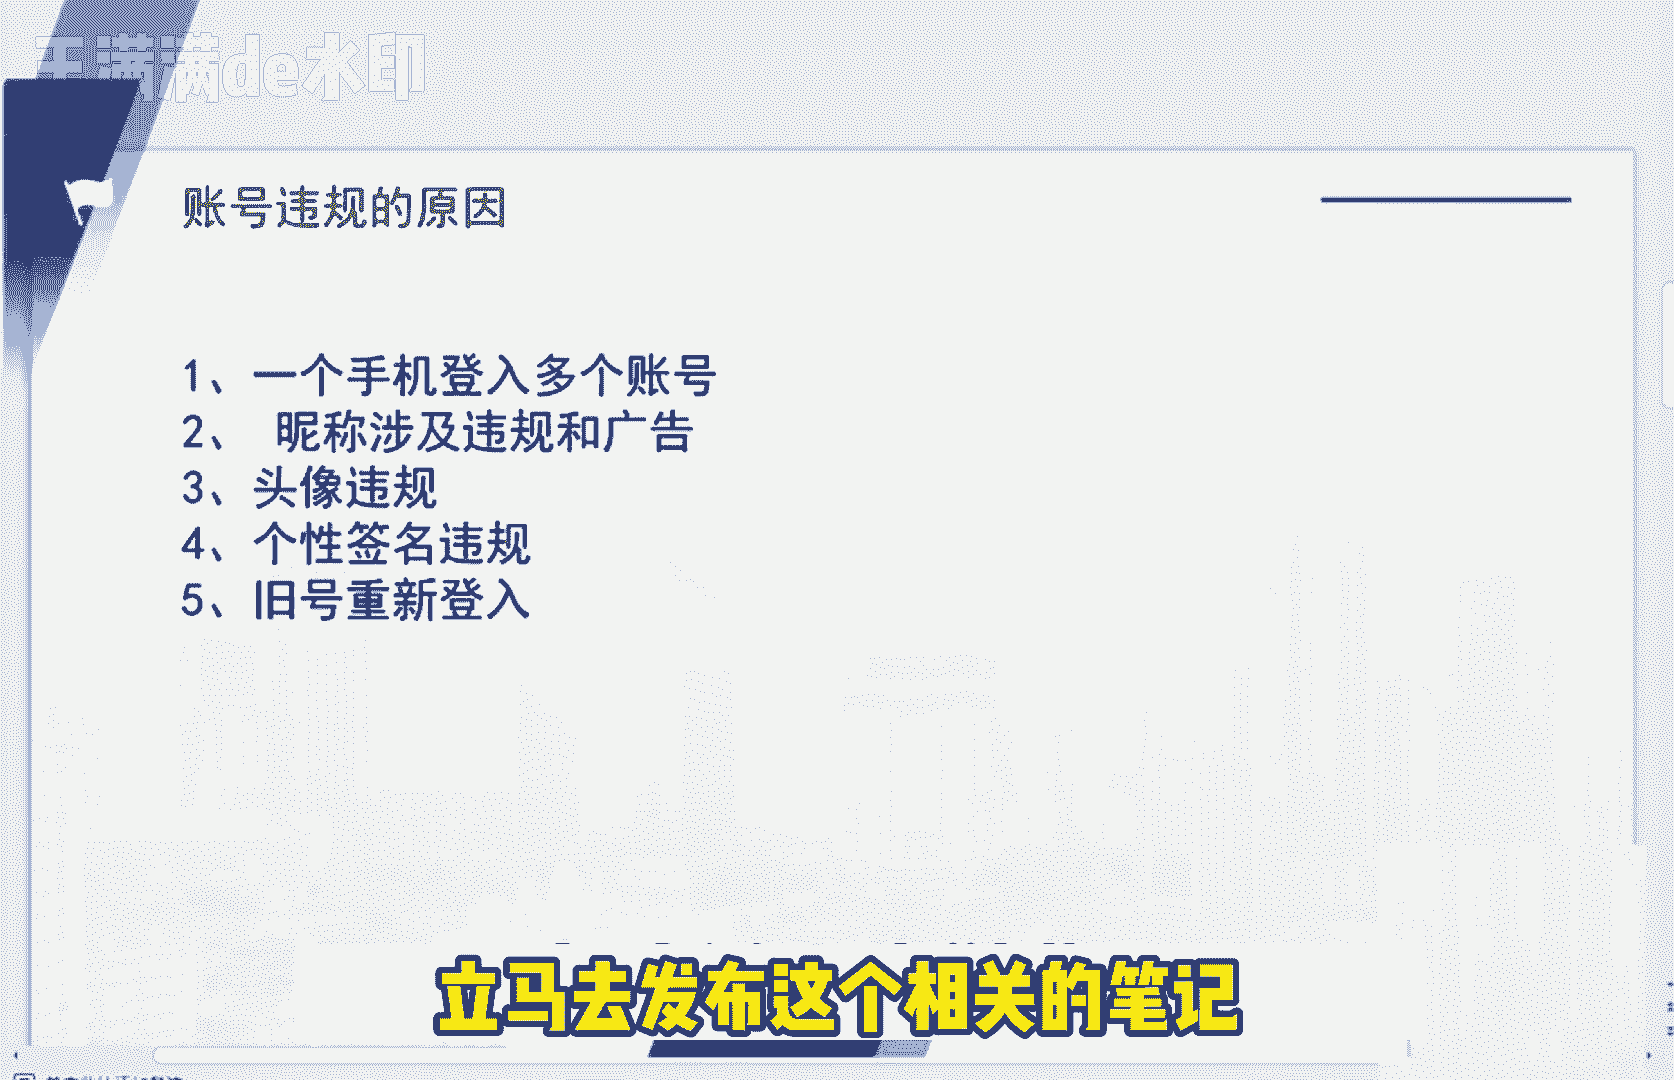 王满满de水印
账号违规的原因
1、一个手机登入多个账号
2、 昵称涉及违规和广告
3、头像违规
4、个性签名违规
5、旧号重新登入
立马去发布这个相关的笔记